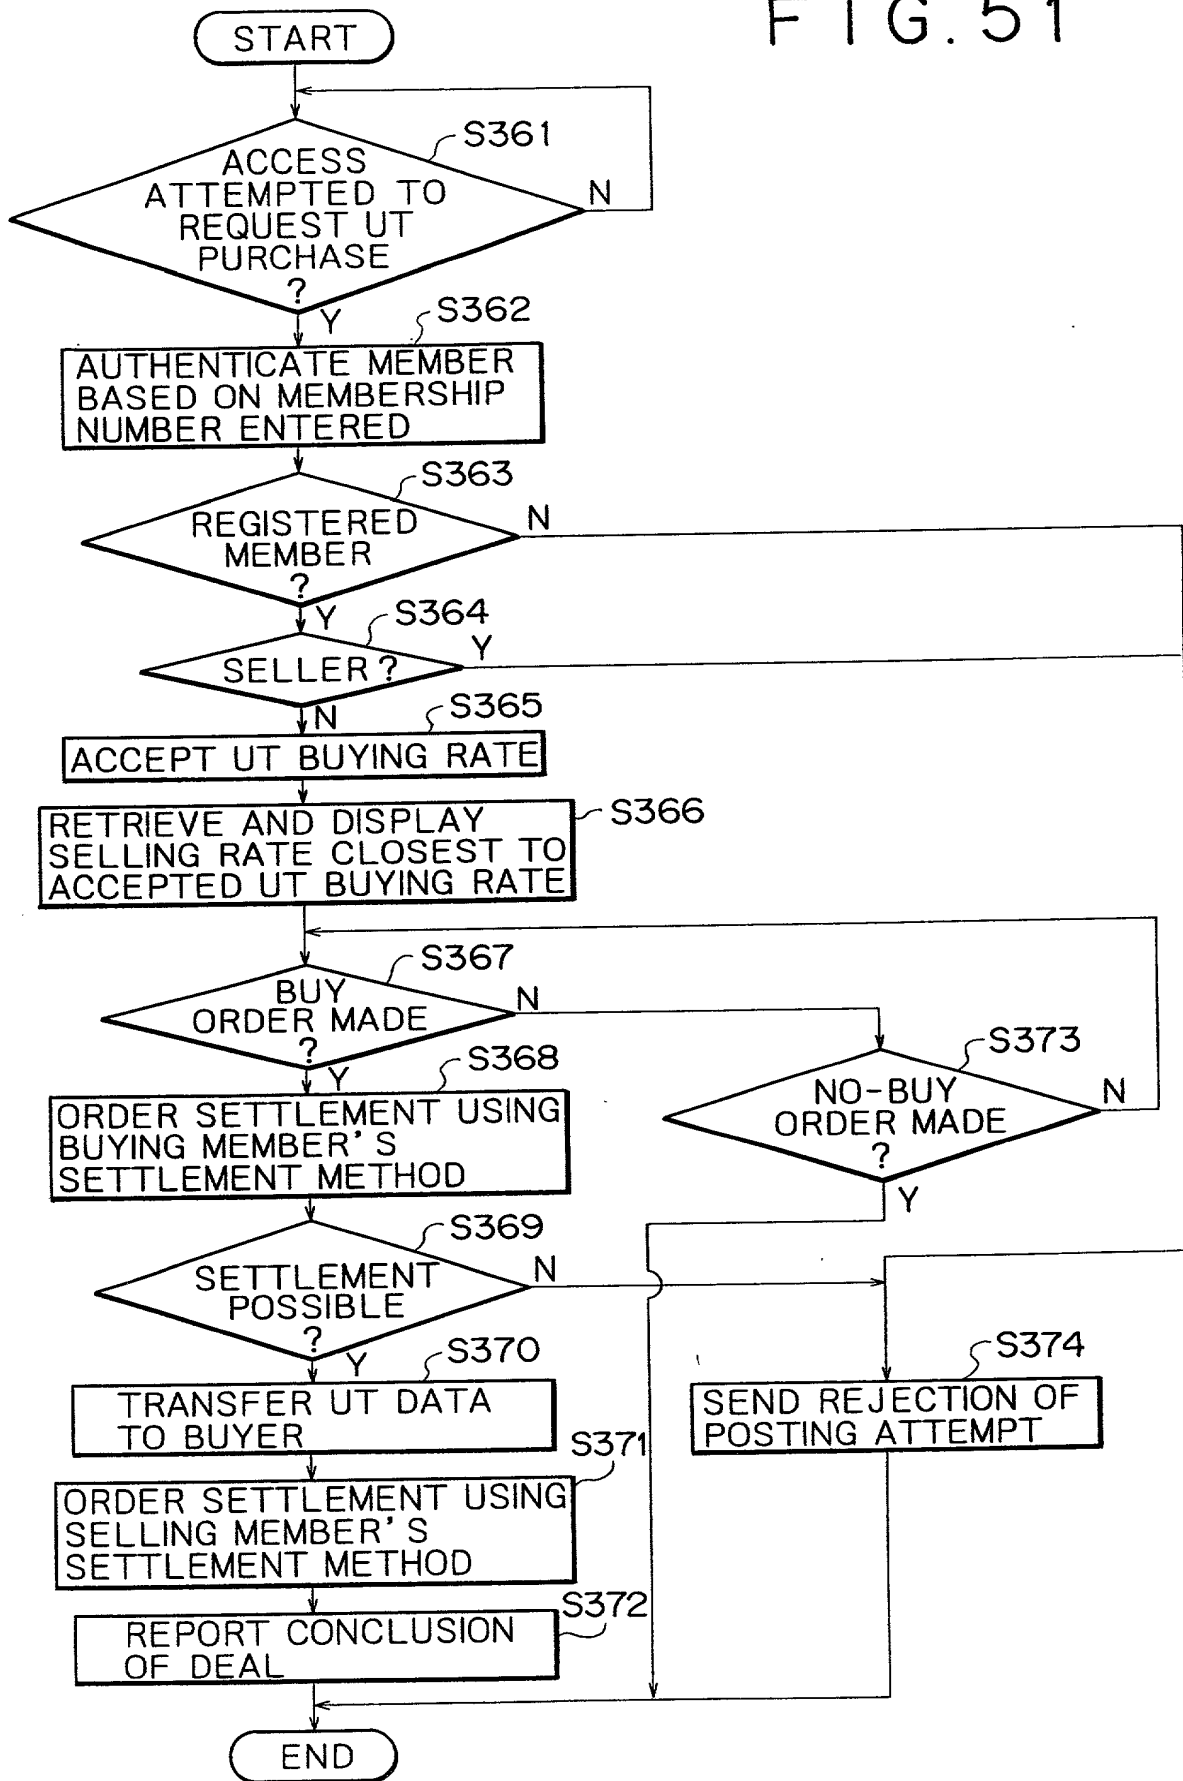 FIG. 51
START
S361
ACCESS
ATTEMPTED TO
REQUEST UT
PURCHASE
?
N
Y
S362
AUTHENTICATE MEMBER
BASED ON MEMBERSHIP
NUMBER ENTERED
S363
REGISTERED
MEMBER
?
N
Y
S364
SELLER ?
Y
N
S365
ACCEPT UT BUYING RATE
S366
RETRIEVE AND DISPLAY
SELLING RATE CLOSEST TO
ACCEPTED UT BUYING RATE
S367
BUY
ORDER MADE
?
N
Y
S373
NO-BUY
ORDER MADE
?
N
Y
S368
ORDER SETTLEMENT USING
BUYING MEMBER'S
SETTLEMENT METHOD
S369
SETTLEMENT
POSSIBLE
?
N
Y
S370
TRANSFER UT DATA
TO BUYER
S374
SEND REJECTION OF
POSTING ATTEMPT
S371
ORDER SETTLEMENT USING
SELLING MEMBER'S
SETTLEMENT METHOD
S372
REPORT CONCLUSION
OF DEAL
END